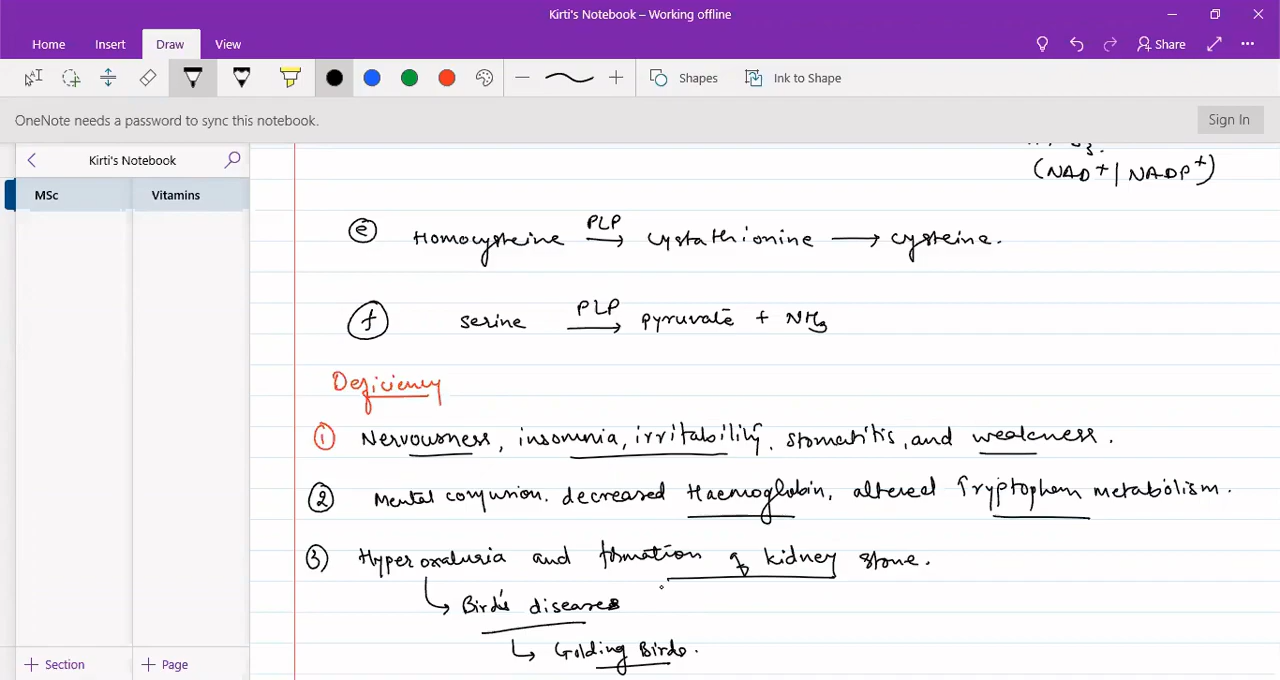 Kirti's Notebook – Working offline
Home Insert Draw View
Share
Shapes Ink to Shape
OneNote needs a password to sync this notebook.
Sign In
Kirti's Notebook
MSc Vitamins
(NAD+ | NADP+)
e Homocysteine PLP → cystathionine → cysteine.
f serine PLP → pyruvate + NH3
Deficiency
1 Nervousness, insomnia, irritability, stomatitis, and weakness.
2 Mental confusion. decreased Haemoglobin, altered Tryptophan metabolism.
3) Hyperoxaluria and formation of kidney stone.
↳ Bird's diseases
↳ Golding Birds.
+ Section + Page